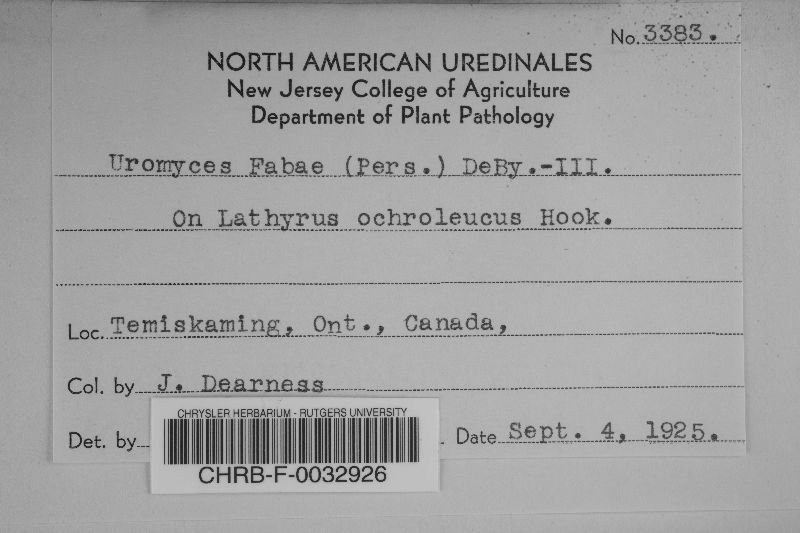 No. 3383.
NORTH AMERICAN UREDINALES
New Jersey College of Agriculture
Department of Plant Pathology
Uromyces Fabae (Pers.) DeBy.-III.
On Lathyrus ochroleucus Hook.
Loc. Temiskaming, Ont., Canada,
Col. by J. Dearness
Det. by
Date Sept. 4, 1925.
CHRYSLER HERBARIUM - RUTGERS UNIVERSITY
CHRB-F-0032926